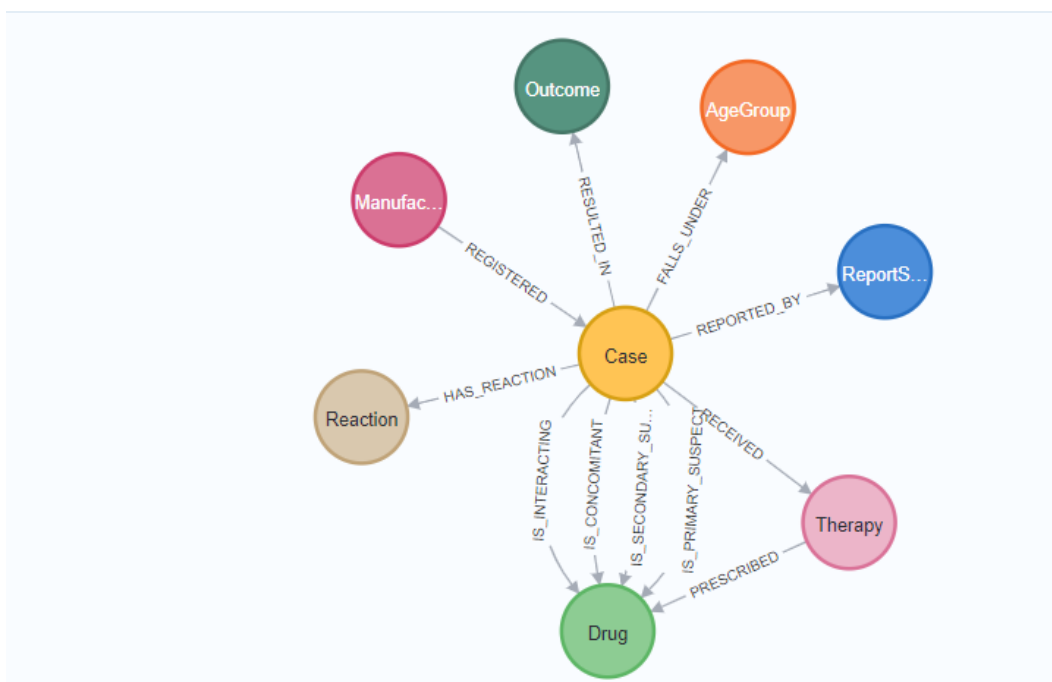 Outcome
AgeGroup
Manufac...
RESULTED_IN
FALLS_UNDER
REGISTERED
ReportS...
REPORTED_BY
Case
HAS_REACTION
Reaction
RECEIVED
IS_INTERACTING
IS_CONCOMITANT
IS_SECONDARY_SU...
IS_PRIMARY_SUSPECT
Therapy
PRESCRIBED
Drug